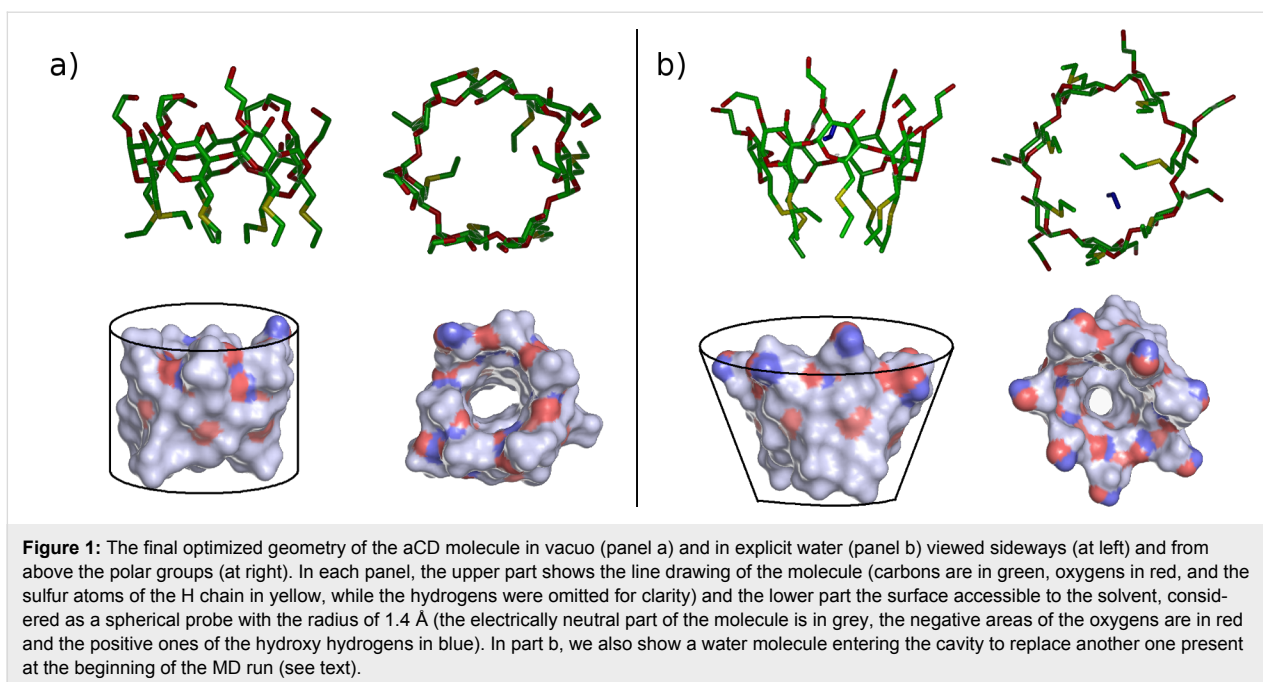 a)
b)
Figure 1: The final optimized geometry of the aCD molecule in vacuo (panel a) and in explicit water (panel b) viewed sideways (at left) and from
above the polar groups (at right). In each panel, the upper part shows the line drawing of the molecule (carbons are in green, oxygens in red, and the
sulfur atoms of the H chain in yellow, while the hydrogens were omitted for clarity) and the lower part the surface accessible to the solvent, consid-
ered as a spherical probe with the radius of 1.4 Å (the electrically neutral part of the molecule is in grey, the negative areas of the oxygens are in red
and the positive ones of the hydroxy hydrogens in blue). In part b, we also show a water molecule entering the cavity to replace another one present
at the beginning of the MD run (see text).